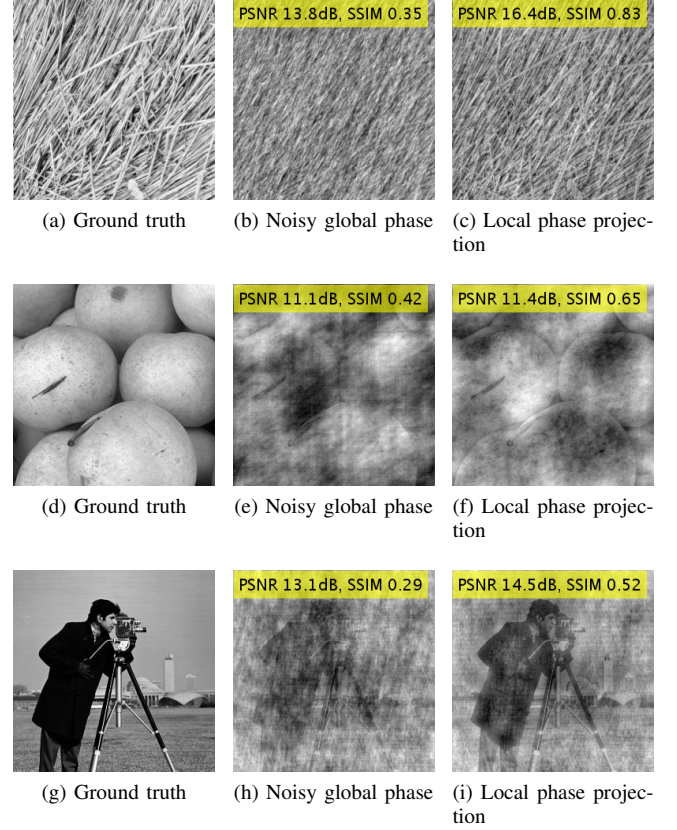 PSNR 13.8dB, SSIM 0.35
PSNR 16.4dB, SSIM 0.83
(a) Ground truth
(b) Noisy global phase
(c) Local phase projec-
tion
PSNR 11.1dB, SSIM 0.42
PSNR 11.4dB, SSIM 0.65
(d) Ground truth
(e) Noisy global phase
(f) Local phase projec-
tion
PSNR 13.1dB, SSIM 0.29
PSNR 14.5dB, SSIM 0.52
(g) Ground truth
(h) Noisy global phase
(i) Local phase projec-
tion